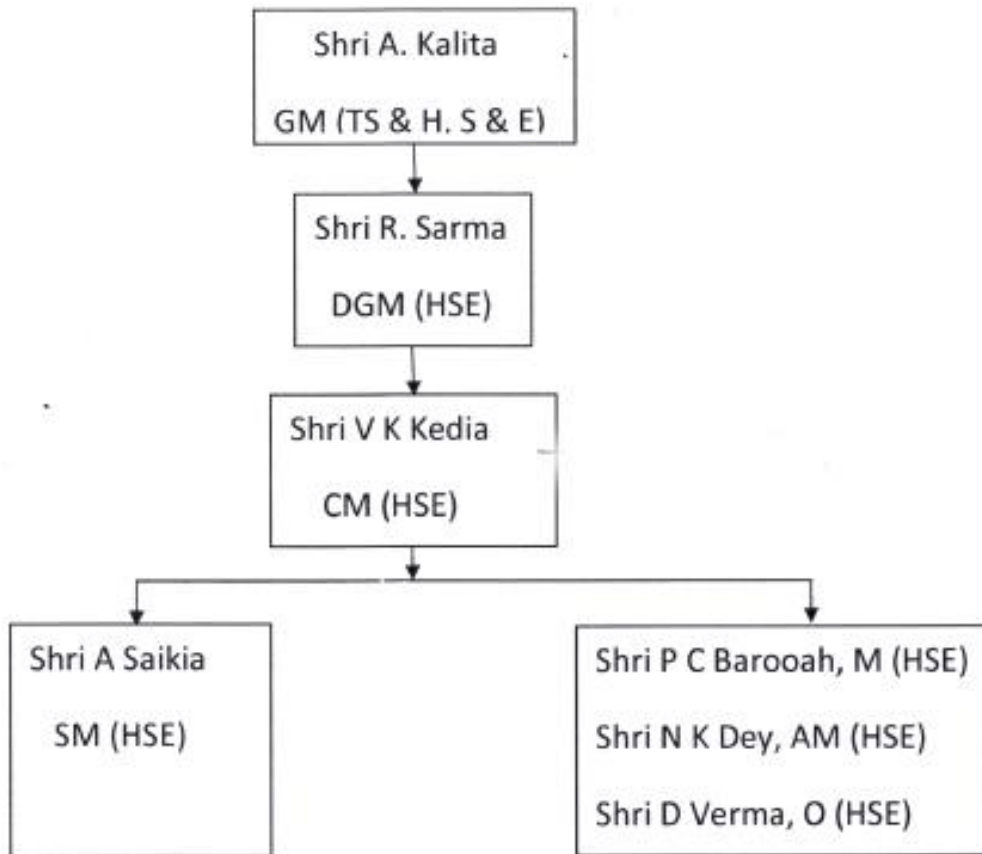 Shri A. Kalita
GM (TS & H. S & E)
Shri R. Sarma
DGM (HSE)
Shri V K Kedia
CM (HSE)
Shri A Saikia
SM (HSE)
Shri P C Barooah, M (HSE)
Shri N K Dey, AM (HSE)
Shri D Verma, O (HSE)